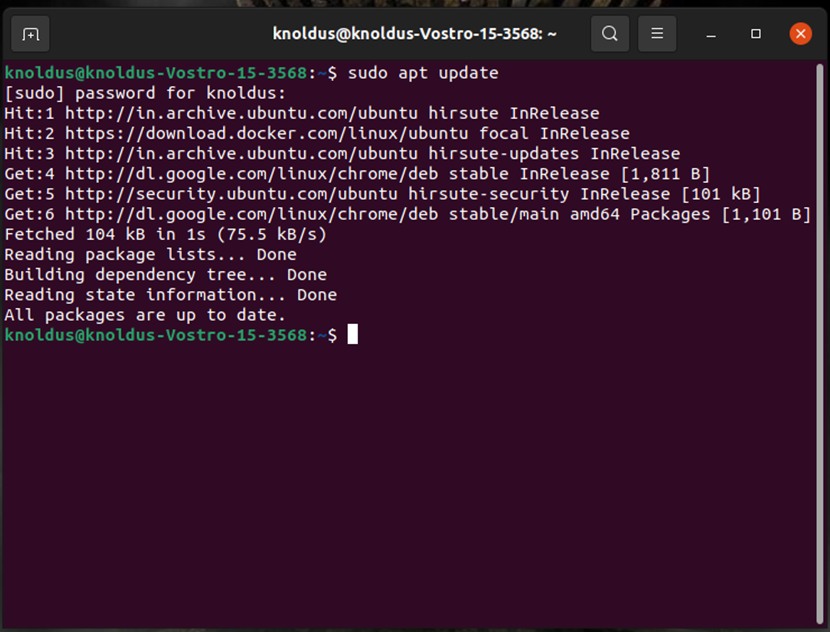 knoldus@knoldus-Vostro-15-3568: ~
knoldus@knoldus-Vostro-15-3568:~$ sudo apt update
[sudo] password for knoldus:
Hit:1 http://in.archive.ubuntu.com/ubuntu hirsute InRelease
Hit:2 https://download.docker.com/linux/ubuntu focal InRelease
Hit:3 http://in.archive.ubuntu.com/ubuntu hirsute-updates InRelease
Get:4 http://dl.google.com/linux/chrome/deb stable InRelease [1,811 B]
Get:5 http://security.ubuntu.com/ubuntu hirsute-security InRelease [101 kB]
Get:6 http://dl.google.com/linux/chrome/deb stable/main amd64 Packages [1,101 B]
Fetched 104 kB in 1s (75.5 kB/s)
Reading package lists... Done
Building dependency tree... Done
Reading state information... Done
All packages are up to date.
knoldus@knoldus-Vostro-15-3568:~$